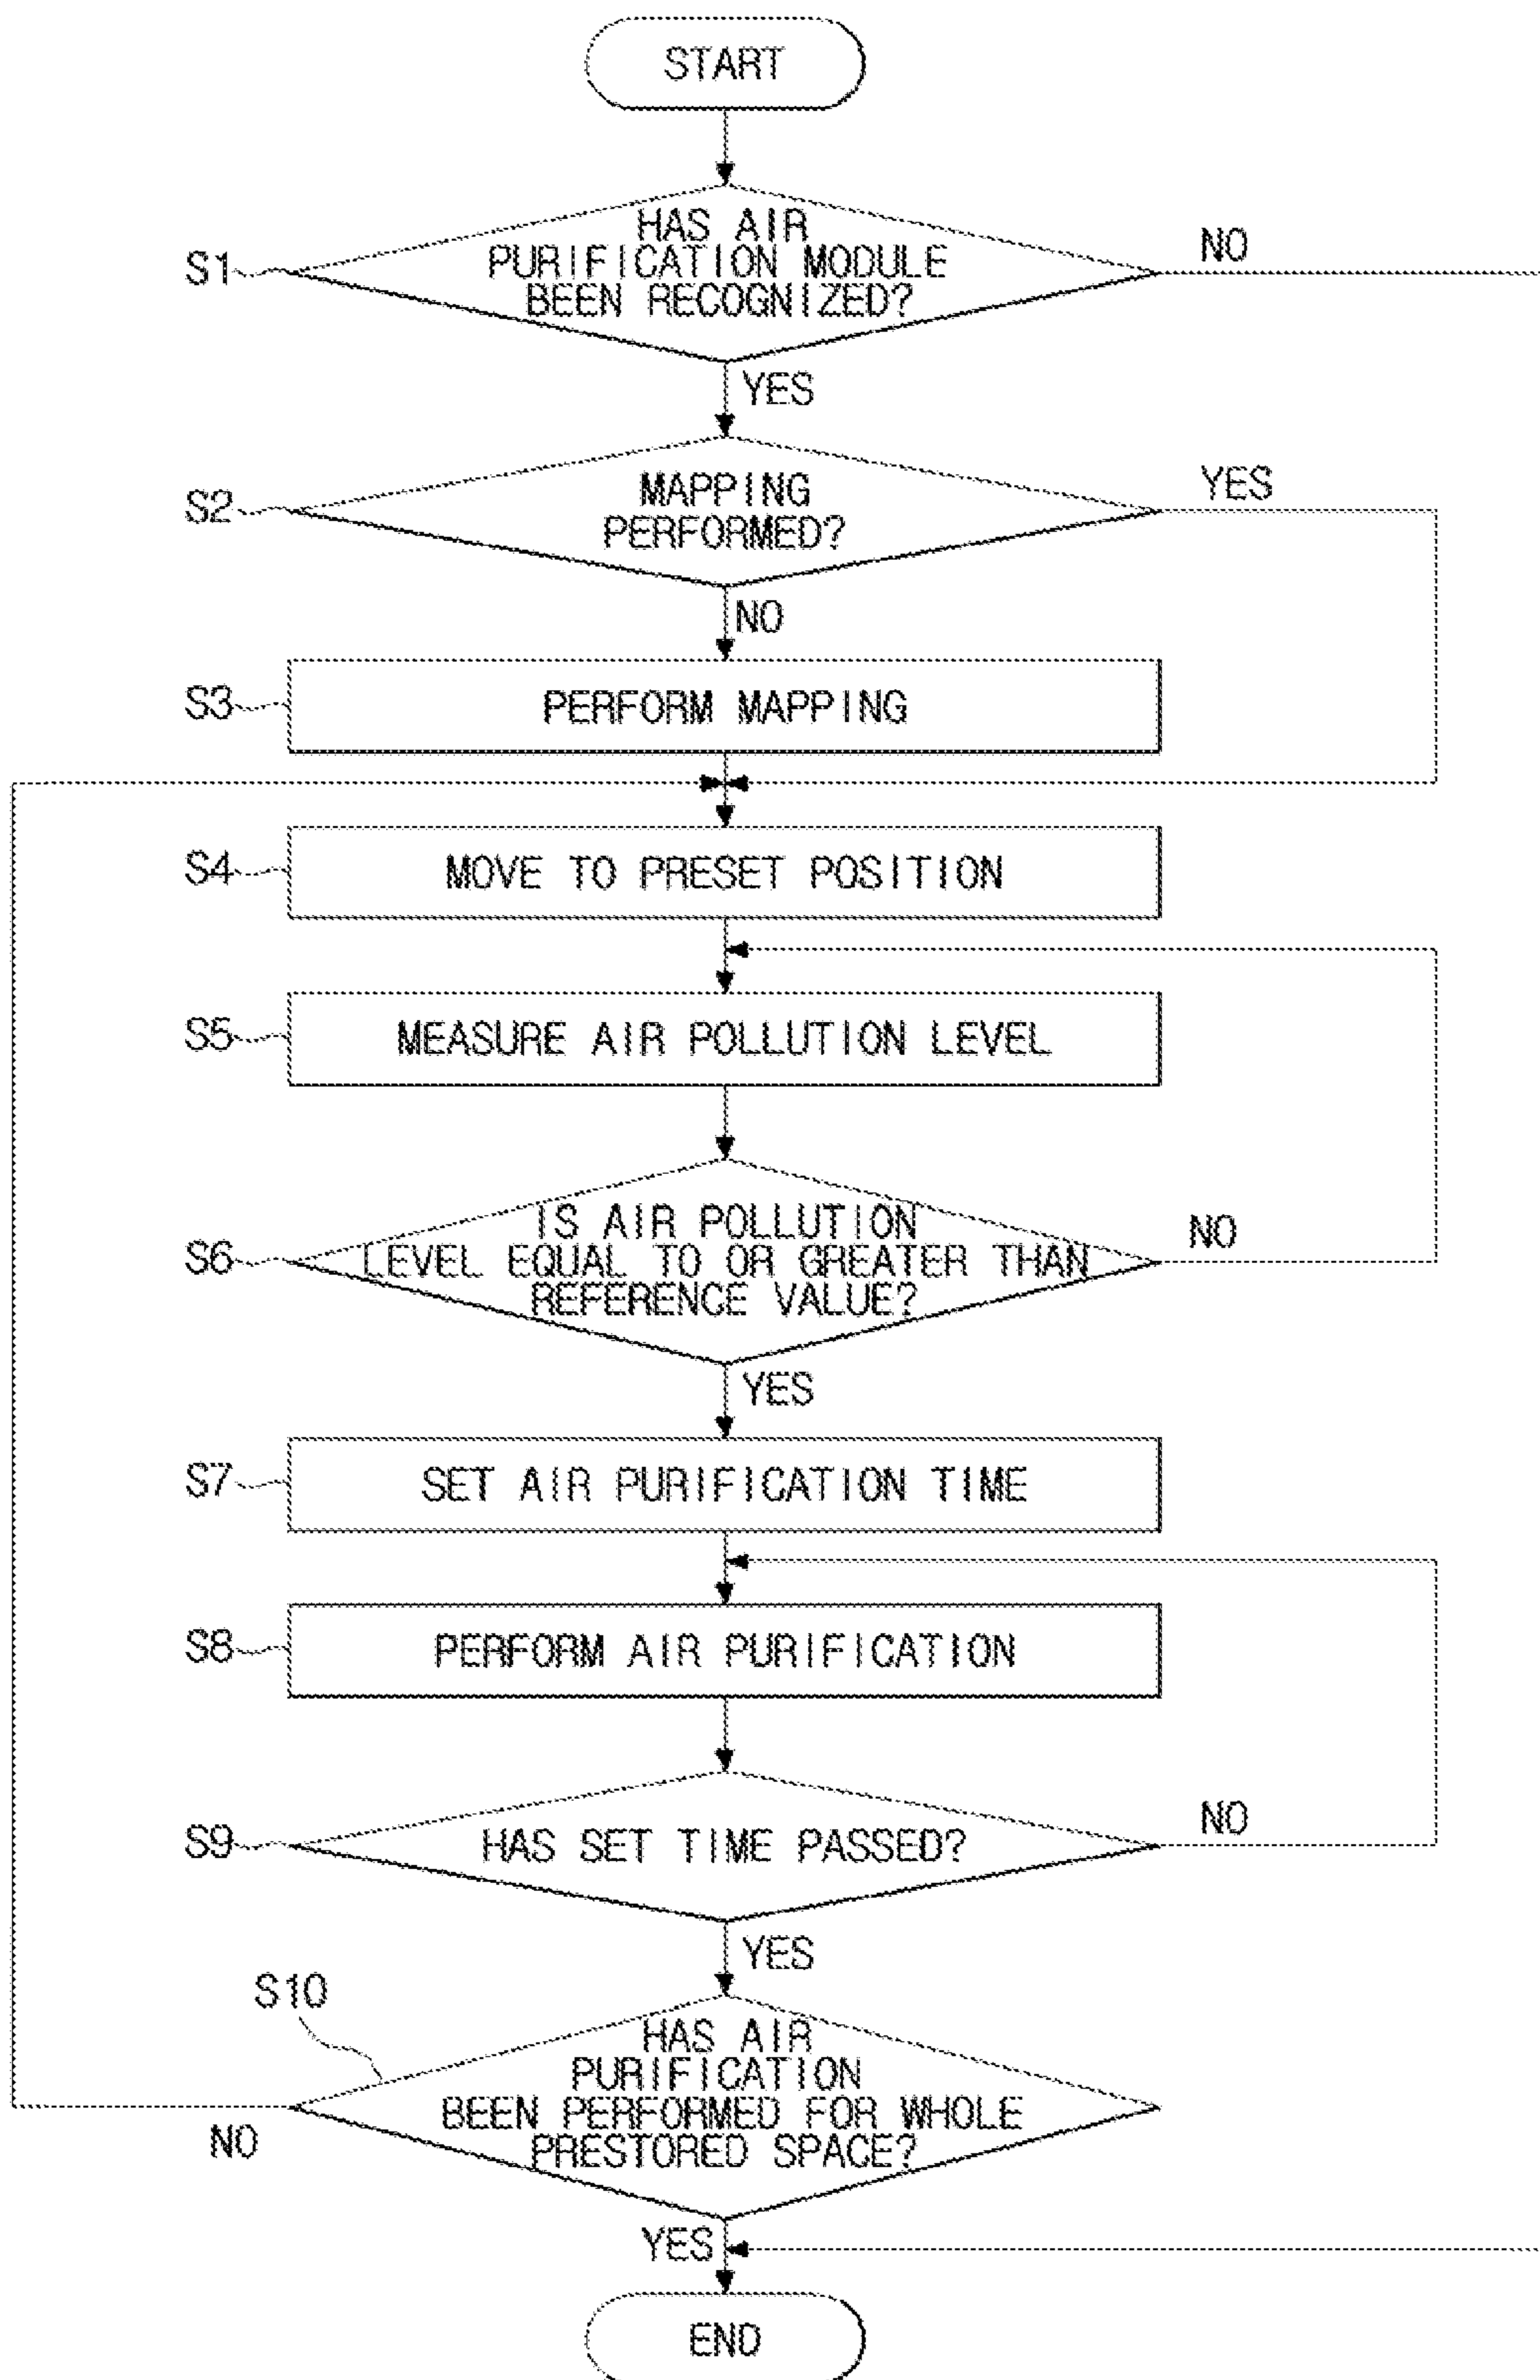 START
HAS AIR
PURIFICATION MODULE
BEEN RECOGNIZED?
S1
NO
YES
MAPPING
PERFORMED?
S2
YES
NO
S3
PERFORM MAPPING
S4
MOVE TO PRESET POSITION
S5
MEASURE AIR POLLUTION LEVEL
IS AIR POLLUTION
LEVEL EQUAL TO OR GREATER THAN
REFERENCE VALUE?
S6
NO
YES
S7
SET AIR PURIFICATION TIME
S8
PERFORM AIR PURIFICATION
S9
HAS SET TIME PASSED?
NO
YES
S10
HAS AIR
PURIFICATION
BEEN PERFORMED FOR WHOLE
PRESTORED SPACE?
NO
YES
END